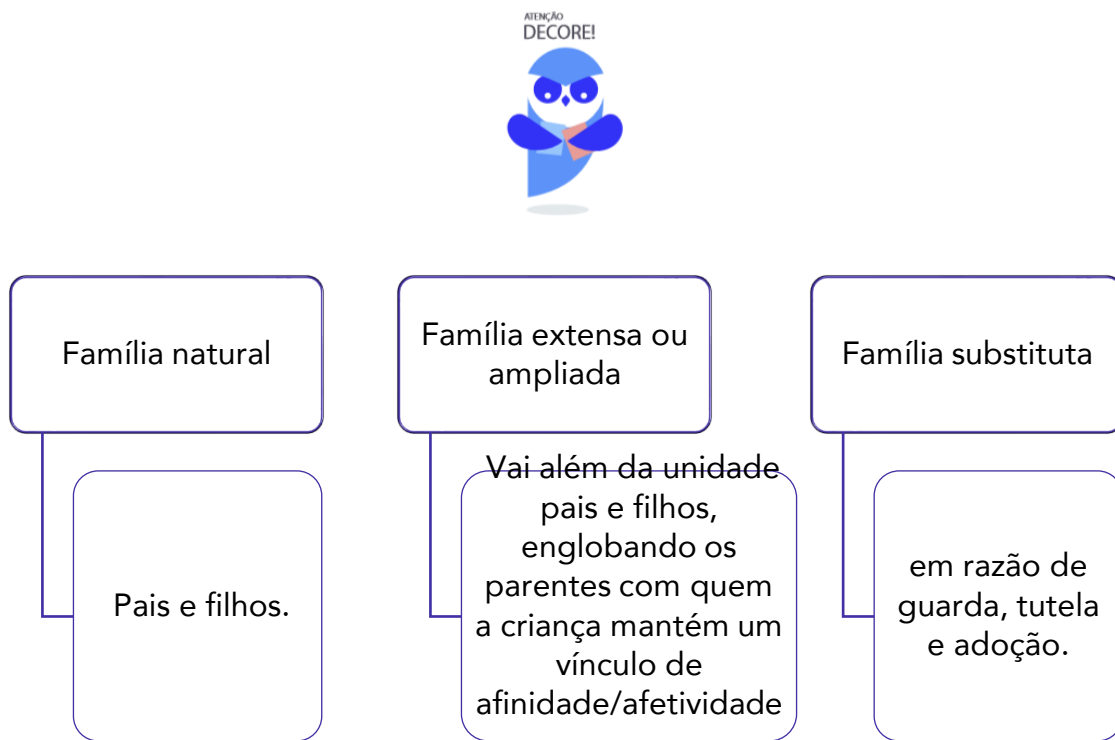 ATENÇÃO
DECORE!
Família natural
Família extensa ou
ampliada
Família substituta
Pais e filhos.
Vai além da unidade
pais e filhos,
englobando os
parentes com quem
a criança mantém um
vínculo de
afinidade/afetividade
em razão de
guarda, tutela
e adoção.